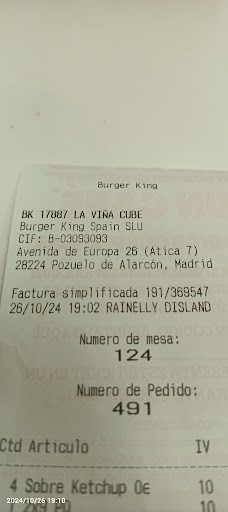 Burger King
BK 17887 LA VIÑA CUBE
Burger King Spain SLU
CIF: B-03093093
Avenida de Europa 26 (Atica 7)
28224 Pozuelo de Alarcón, Madrid
Factura simplificada 191/369547
26/10/24 19:02 RAINELLY DISLAND
Numero de mesa:
124
Numero de Pedido:
491
Ctd Articulo IV
4 Sobre Ketchup 0€ 10
2024/10/26 19:10